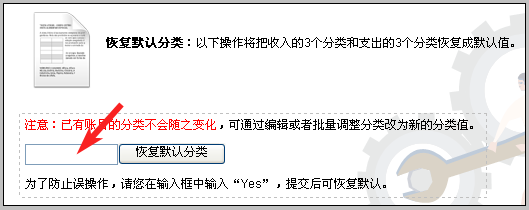 恢复默认分类：以下操作将把收入的3个分类和支出的3个分类恢复成默认值。
注意：已有账目的分类不会随之变化，可通过编辑或者批量调整分类改为新的分类值。
恢复默认分类
为了防止误操作，请您在输入框中输入“Yes”，提交后可恢复默认。